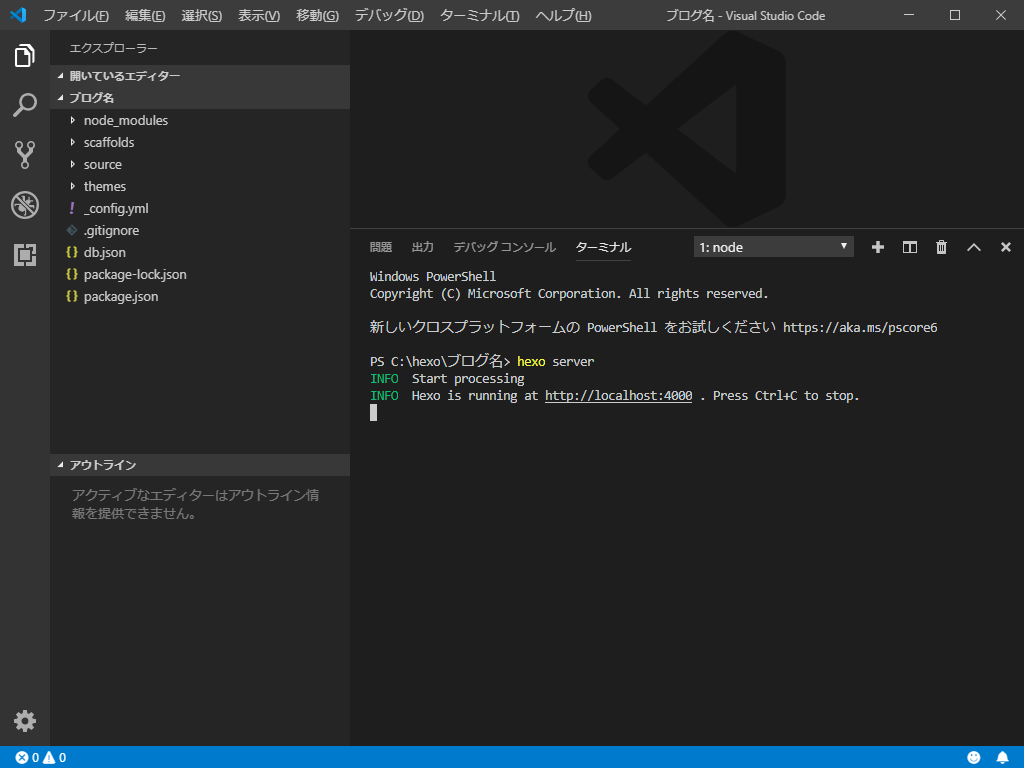 ファイル(F) 編集(E) 選択(S) 表示(V) 移動(G) デバッグ(D) ターミナル(T) ヘルプ(H) ブログ名 - Visual Studio Code
エクスプローラー
開いているエディター
ブログ名
node_modules
scaffolds
source
themes
! _config.yml
.gitignore
{} db.json
{} package-lock.json
{} package.json
アウトライン
アクティブなエディターはアウトライン情
報を提供できません。
問題 出力 デバッグ コンソール ターミナル 1: node
Windows PowerShell
Copyright (C) Microsoft Corporation. All rights reserved.
新しいクロスプラットフォームの PowerShell をお試しください https://aka.ms/pscore6
PS C:\hexo\ブログ名> hexo server
INFO Start processing
INFO Hexo is running at http://localhost:4000 . Press Ctrl+C to stop.
0 0